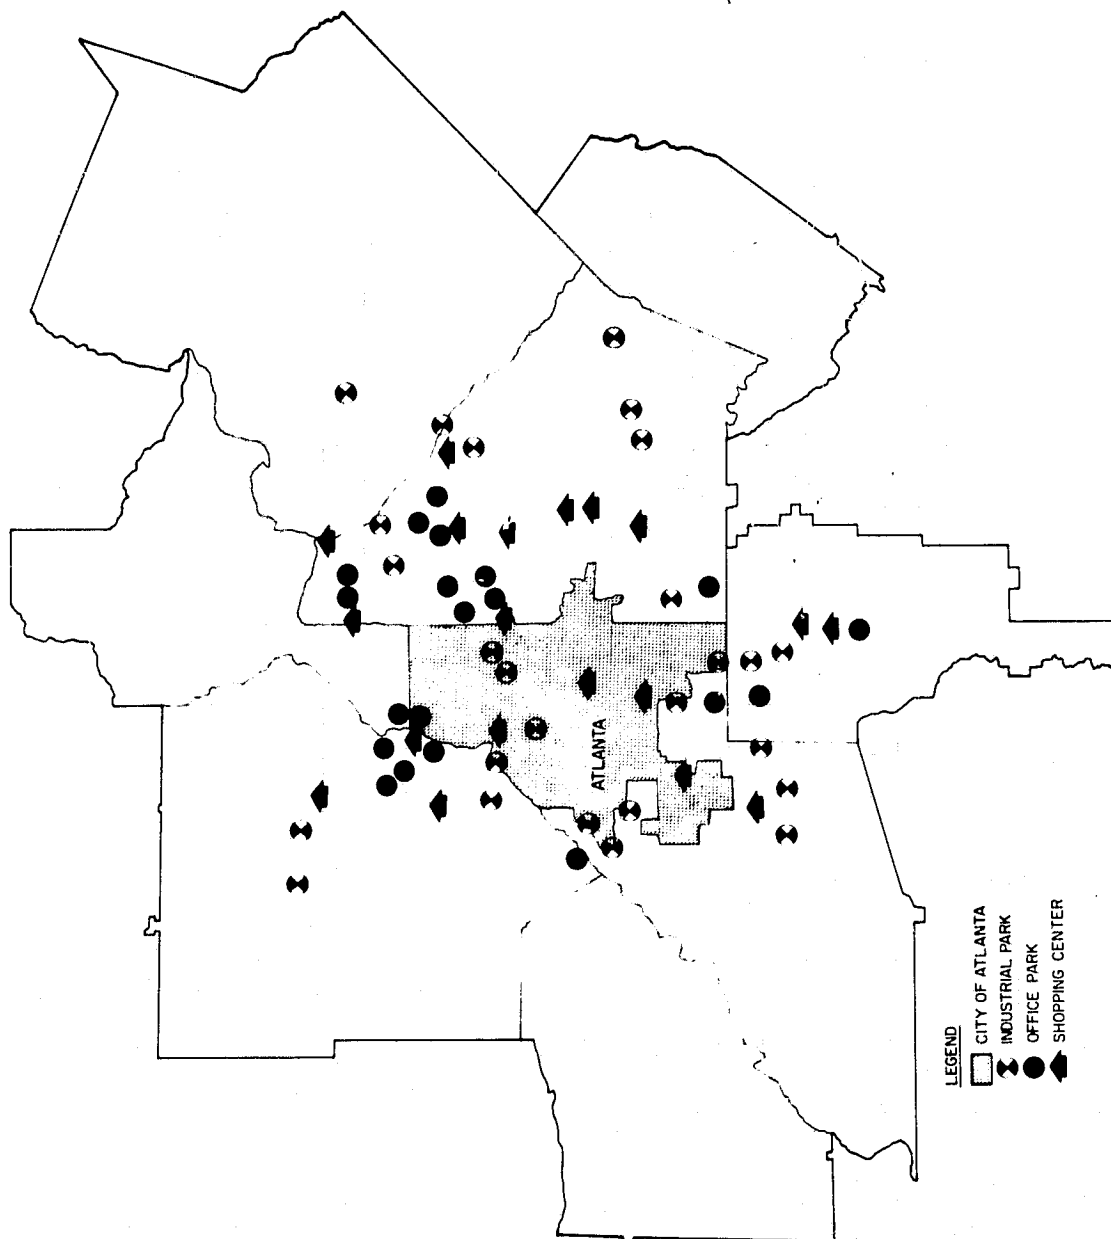 ATLANTA
LEGEND
CITY OF ATLANTA
INDUSTRIAL PARK
OFFICE PARK
SHOPPING CENTER